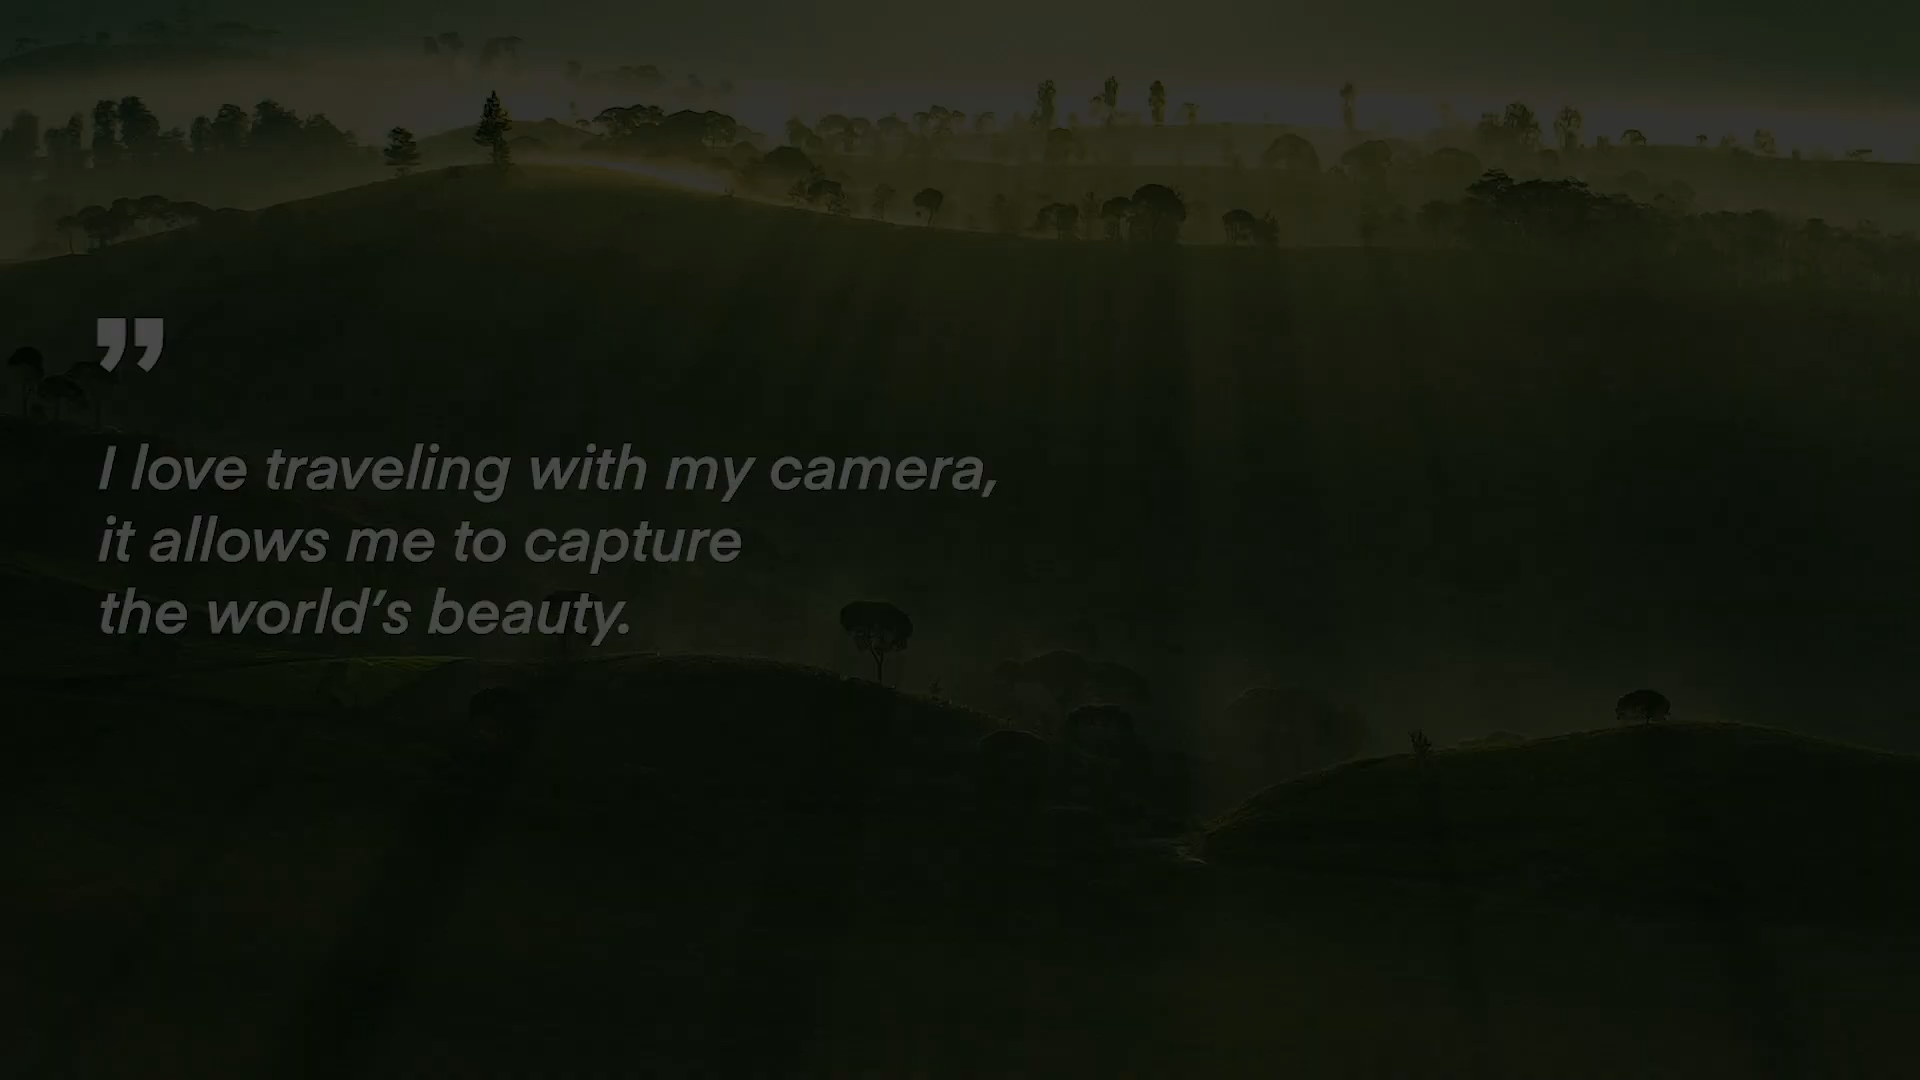 ”
I love traveling with my camera,
it allows me to capture
the world’s beauty.